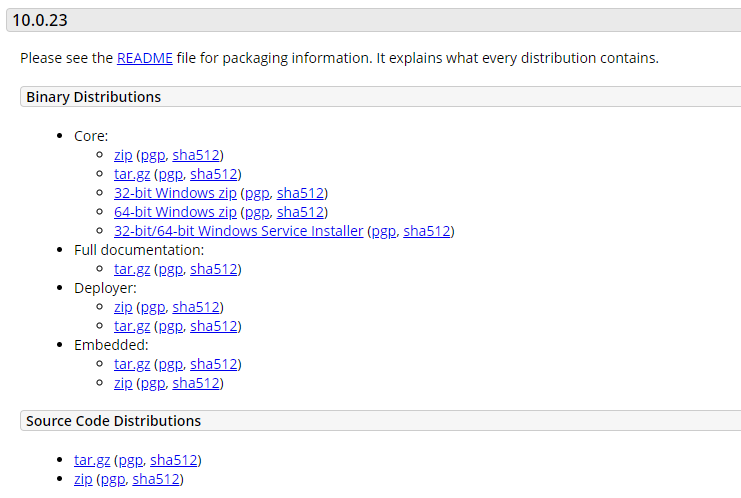 10.0.23
Please see the README file for packaging information. It explains what every distribution contains.
Binary Distributions
Core:
zip (pgp, sha512)
tar.gz (pgp, sha512)
32-bit Windows zip (pgp, sha512)
64-bit Windows zip (pgp, sha512)
32-bit/64-bit Windows Service Installer (pgp, sha512)
Full documentation:
tar.gz (pgp, sha512)
Deployer:
zip (pgp, sha512)
tar.gz (pgp, sha512)
Embedded:
tar.gz (pgp, sha512)
zip (pgp, sha512)
Source Code Distributions
tar.gz (pgp, sha512)
zip (pgp, sha512)